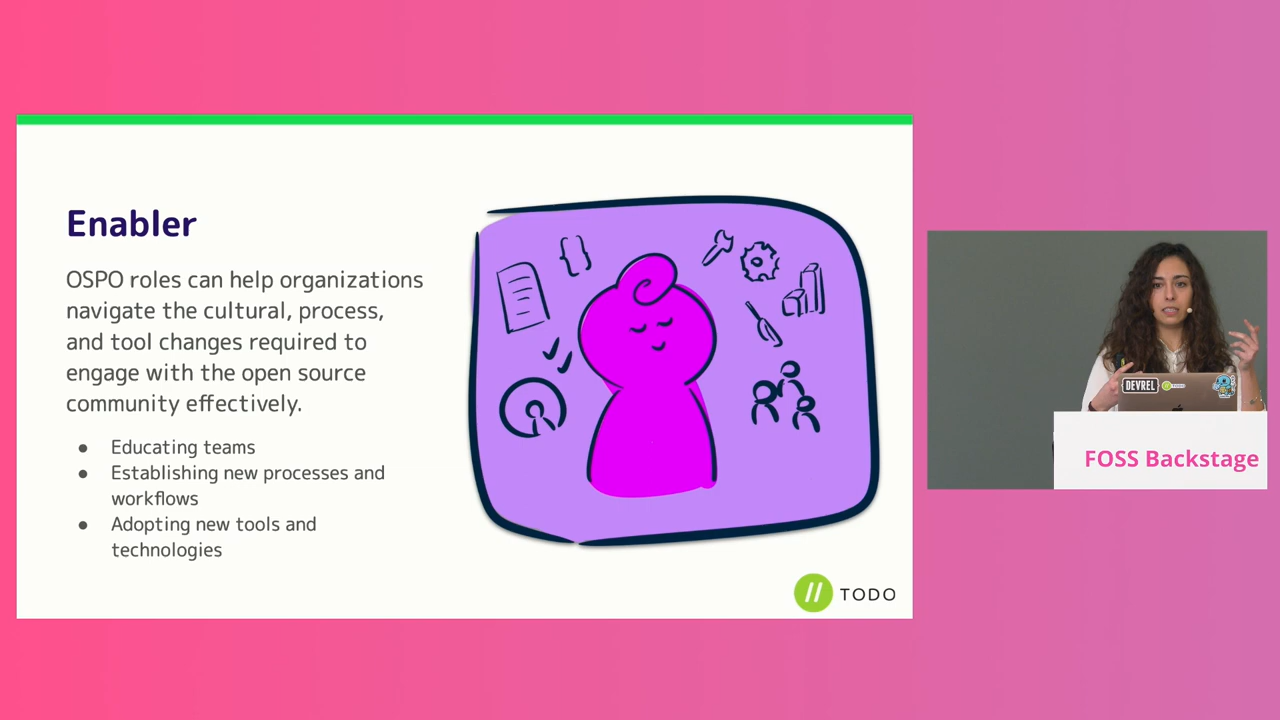 Enabler
OSPO roles can help organizations
navigate the cultural, process,
and tool changes required to
engage with the open source
community effectively.
● Educating teams
● Establishing new processes and
workflows
● Adopting new tools and
technologies
{}
// TODO
DEVREL
TODO
FOSS Backstage